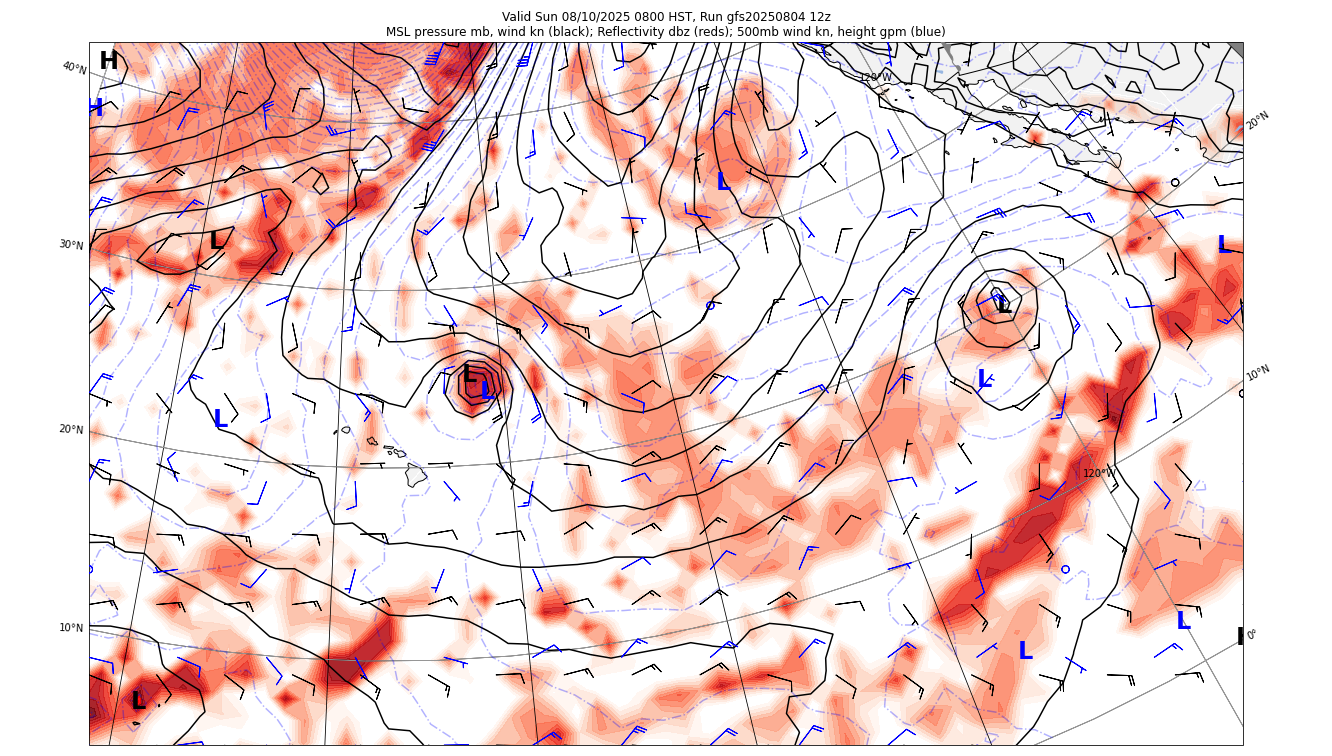 Valid Sun 08/10/2025 0800 HST, Run gfs20250804 12z
MSL pressure mb, wind kn (black); Reflectivity dbz (reds); 500mb wind kn, height gpm (blue)
H
40°N
120°W
H
20°N
L
L
30°N
L
L
L
10°N
L
L
L
L
20°N
120°W
10°N
L
0°
L
L